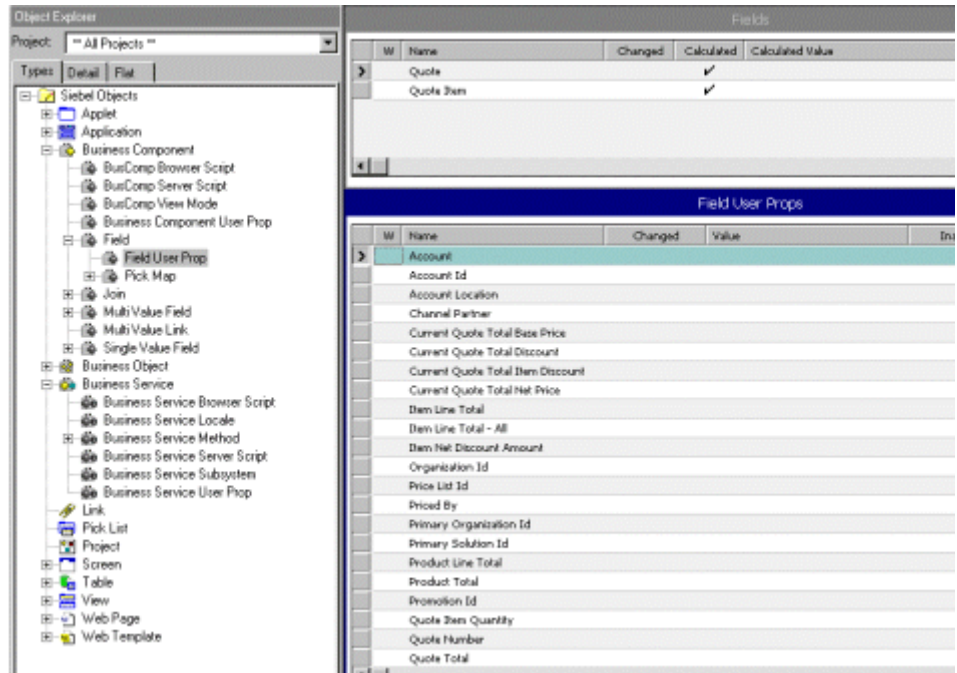 Object Explorer
Project: ** All Projects **
Types Detail Flat
Siebel Objects
Applet
Application
Business Component
BusComp Browser Script
BusComp Server Script
BusComp View Mode
Business Component User Prop
Field
Field User Prop
Pick Map
Join
Multi Value Field
Multi Value Link
Single Value Field
Business Object
Business Service
Business Service Browser Script
Business Service Locale
Business Service Method
Business Service Server Script
Business Service Subsystem
Business Service User Prop
Link
Pick List
Project
Screen
Table
View
Web Page
Web Template
Fields
W Name Changed Calculated Calculated Value
Quote
Quote Item
Field User Props
W Name Changed Value Ina
Account
Account Id
Account Location
Channel Partner
Current Quote Total Base Price
Current Quote Total Discount
Current Quote Total Item Discount
Current Quote Total Net Price
Item Line Total
Item Line Total - All
Item Net Discount Amount
Organization Id
Price List Id
Priced By
Primary Organization Id
Primary Solution Id
Product Line Total
Product Total
Promotion Id
Quote Item Quantity
Quote Number
Quote Total